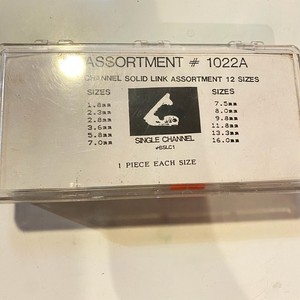 ASSORTMENT # 1022A
CHANNEL SOLID LINK ASSORTMENT 12 SIZES
SIZES
1.8mm
2.3mm
2.8mm
3.6mm
5.8mm
7.0mm
SINGLE CHANNEL
#SSLC1
SIZES
7.5mm
8.0mm
9.8mm
11.8mm
13.3mm
16.0mm
1 PIECE EACH SIZE